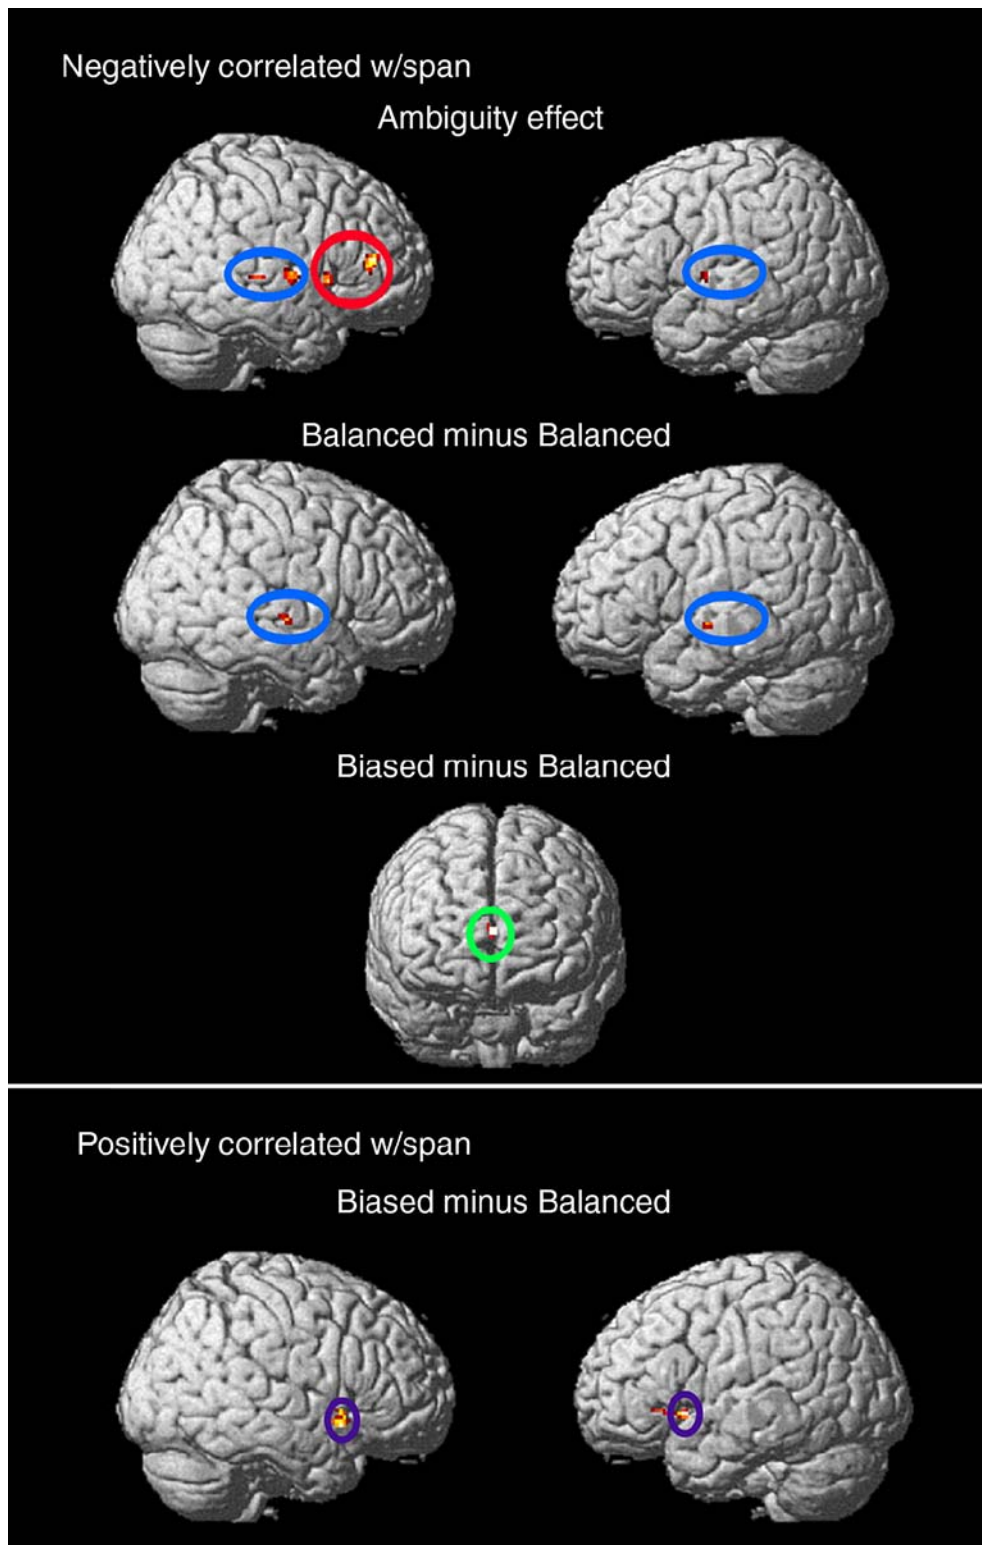 Negatively correlated w/span
Ambiguity effect
Balanced minus Balanced
Biased minus Balanced
Positively correlated w/span
Biased minus Balanced